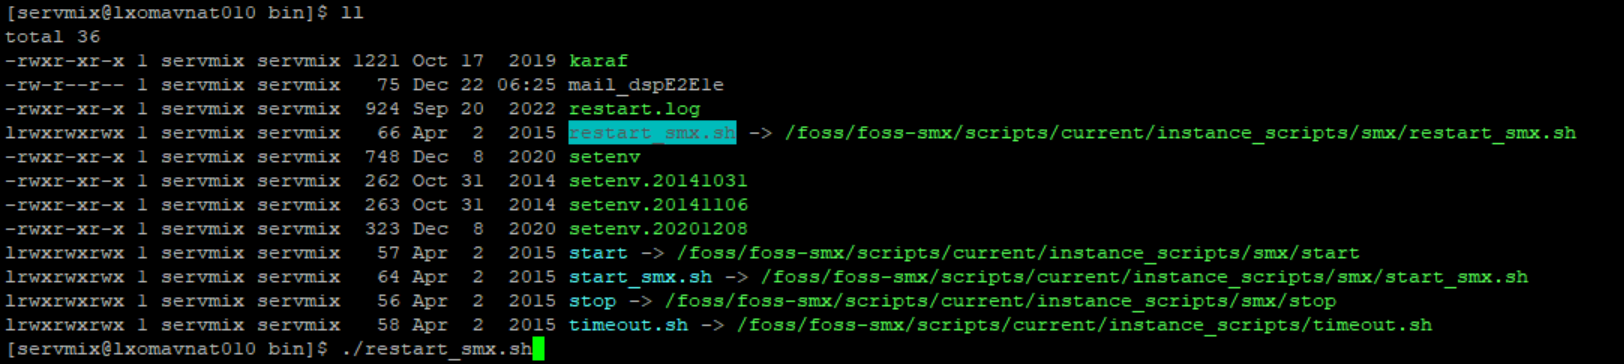 [servmix@lxomavnat010 bin]$ ll
total 36
-rwxr-xr-x 1 servmix servmix 1221 Oct 17  2019 karaf
-rw-r--r-- 1 servmix servmix   75 Dec 22 06:25 mail_dspE2Ele
-rwxr-xr-x 1 servmix servmix  924 Sep 20  2022 restart.log
lrwxrwxrwx 1 servmix servmix   66 Apr  2  2015 restart_smx.sh -> /foss/foss-smx/scripts/current/instance_scripts/smx/restart_smx.sh
-rwxr-xr-x 1 servmix servmix  748 Dec  8  2020 setenv
-rwxr-xr-x 1 servmix servmix  262 Oct 31  2014 setenv.20141031
-rwxr-xr-x 1 servmix servmix  263 Oct 31  2014 setenv.20141106
-rwxr-xr-x 1 servmix servmix  323 Dec  8  2020 setenv.20201208
lrwxrwxrwx 1 servmix servmix   57 Apr  2  2015 start -> /foss/foss-smx/scripts/current/instance_scripts/smx/start
lrwxrwxrwx 1 servmix servmix   64 Apr  2  2015 start_smx.sh -> /foss/foss-smx/scripts/current/instance_scripts/smx/start_smx.sh
lrwxrwxrwx 1 servmix servmix   56 Apr  2  2015 stop -> /foss/foss-smx/scripts/current/instance_scripts/smx/stop
lrwxrwxrwx 1 servmix servmix   58 Apr  2  2015 timeout.sh -> /foss/foss-smx/scripts/current/instance_scripts/timeout.sh
[servmix@lxomavnat010 bin]$ ./restart_smx.sh